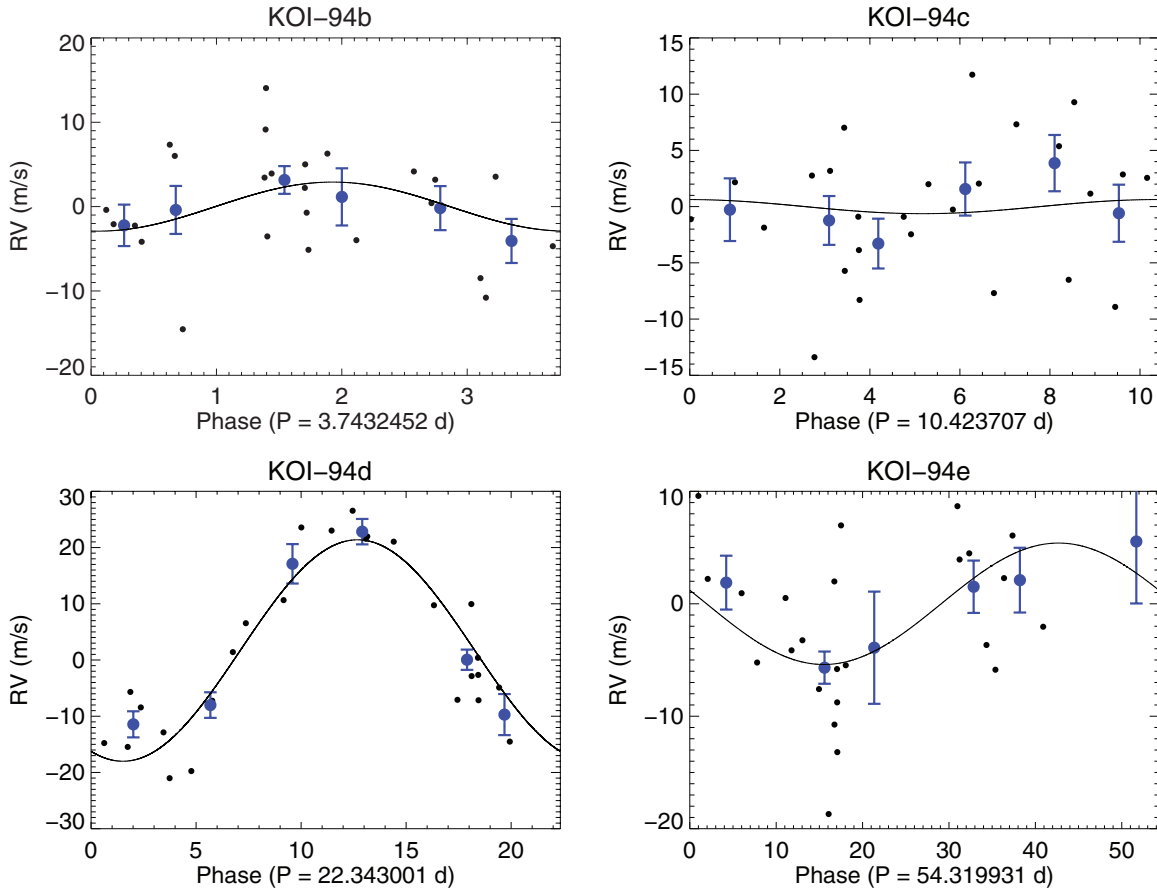 KOI−94b
20
10
0
−10
−20
RV (m/s)
0 1 2 3
Phase (P = 3.7432452 d)
KOI−94c
15
10
5
0
−5
−10
−15
RV (m/s)
0 2 4 6 8 10
Phase (P = 10.423707 d)
KOI−94d
30
20
10
0
−10
−20
−30
RV (m/s)
0 5 10 15 20
Phase (P = 22.343001 d)
KOI−94e
10
0
−10
−20
RV (m/s)
0 10 20 30 40 50
Phase (P = 54.319931 d)